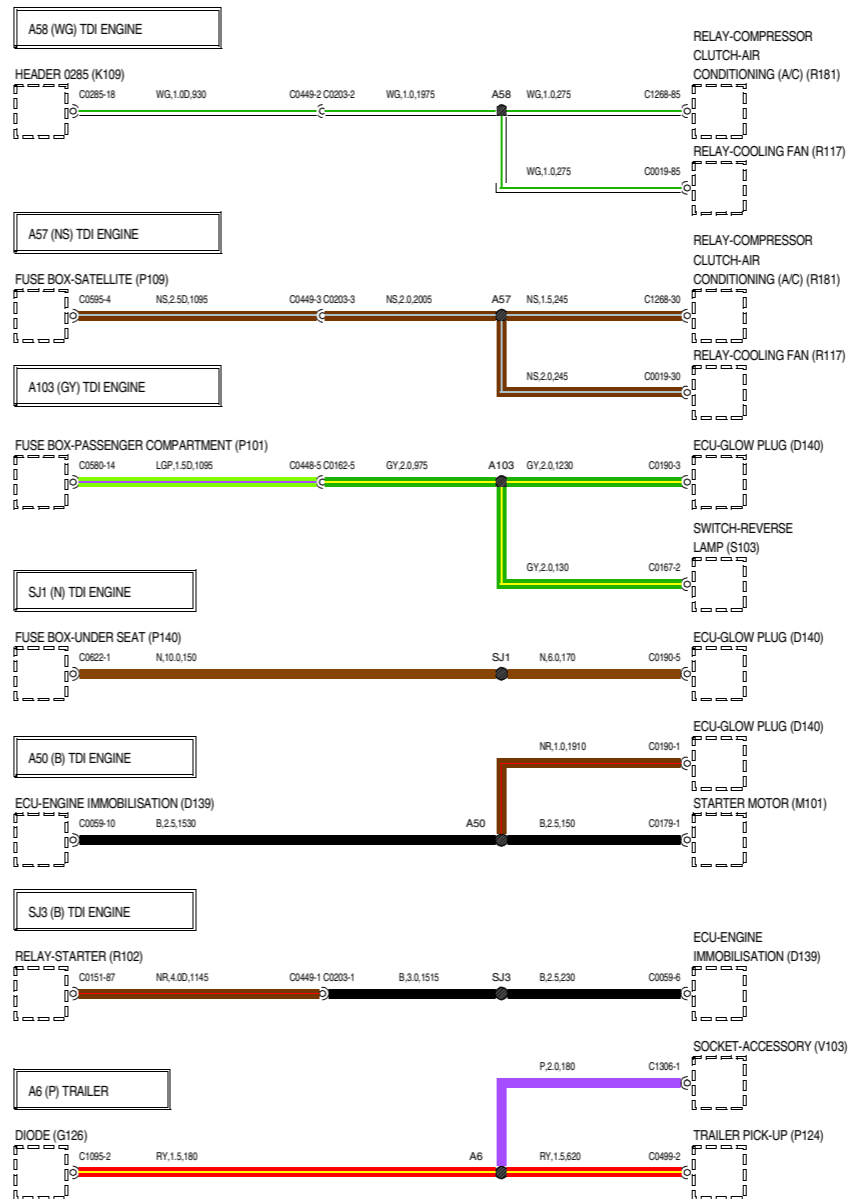 A58 (WG) TDI ENGINE
HEADER 0285 (K109)
C0285-18 WG,1.0D,930 C0449-2 C0203-2 WG,1.0,1975 A58 WG,1.0,275 C1268-85
RELAY-COMPRESSOR
CLUTCH-AIR
CONDITIONING (A/C) (R181)
RELAY-COOLING FAN (R117)
WG,1.0,275 C0019-85
A57 (NS) TDI ENGINE
FUSE BOX-SATELLITE (P109)
C0595-4 NS,2.5D,1095 C0449-3 C0203-3 NS,2.0,2005 A57 NS,1.5,245 C1268-30
RELAY-COMPRESSOR
CLUTCH-AIR
CONDITIONING (A/C) (R181)
RELAY-COOLING FAN (R117)
NS,2.0,245 C0019-30
A103 (GY) TDI ENGINE
FUSE BOX-PASSENGER COMPARTMENT (P101)
C0580-14 LGP,1.5D,1095 C0448-5 C0162-5 GY,2.0,975 A103 GY,2.0,1230 C0190-3
ECU-GLOW PLUG (D140)
SWITCH-REVERSE
LAMP (S103)
GY,2.0,130 C0167-2
SJ1 (N) TDI ENGINE
FUSE BOX-UNDER SEAT (P140)
C0622-1 N,10.0,150 SJ1 N,6.0,170 C0190-5
ECU-GLOW PLUG (D140)
A50 (B) TDI ENGINE
ECU-GLOW PLUG (D140)
NR,1.0,1910 C0190-1
ECU-ENGINE IMMOBILISATION (D139)
C0059-10 B,2.5,1530 A50 B,2.5,150 C0179-1
STARTER MOTOR (M101)
SJ3 (B) TDI ENGINE
RELAY-STARTER (R102)
C0151-87 NR,4.0D,1145 C0449-1 C0203-1 B,3.0,1515 SJ3 B,2.5,230 C0059-6
ECU-ENGINE
IMMOBILISATION (D139)
A6 (P) TRAILER
SOCKET-ACCESSORY (V103)
P,2.0,180 C1306-1
DIODE (G126)
C1095-2 RY,1.5,180 A6 RY,1.5,620 C0499-2
TRAILER PICK-UP (P124)